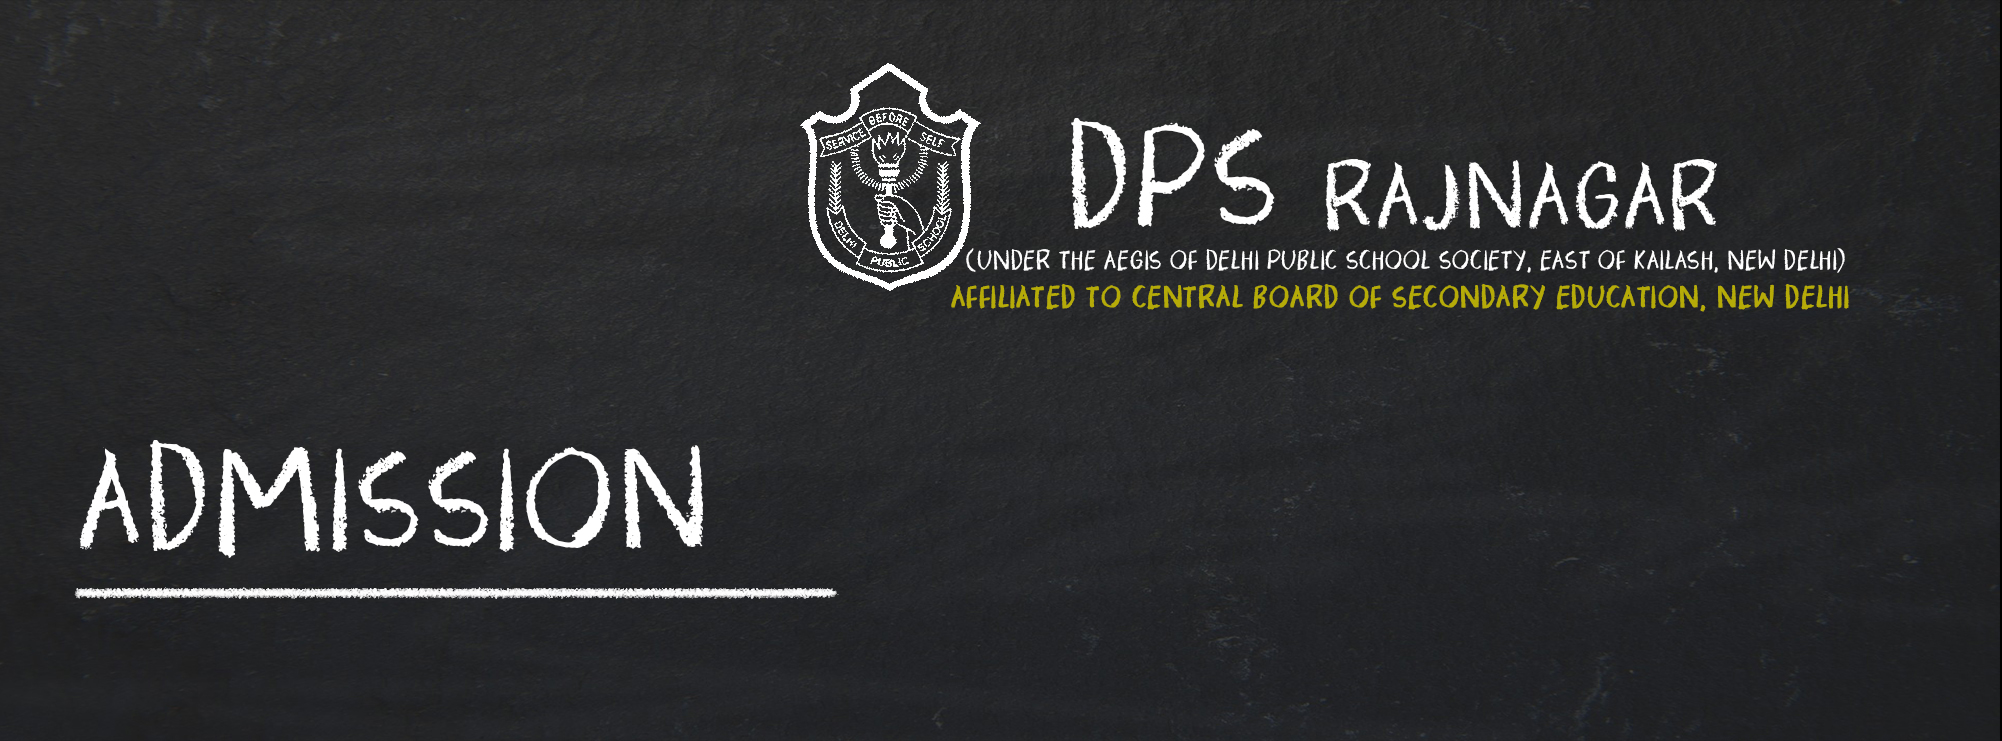 SERVICE BEFORE SELF
DELHI PUBLIC SCHOOL
DPS RAJNAGAR
(UNDER THE AEGIS OF DELHI PUBLIC SCHOOL SOCIETY, EAST OF KAILASH, NEW DELHI)
AFFILIATED TO CENTRAL BOARD OF SECONDARY EDUCATION, NEW DELHI
ADMISSION